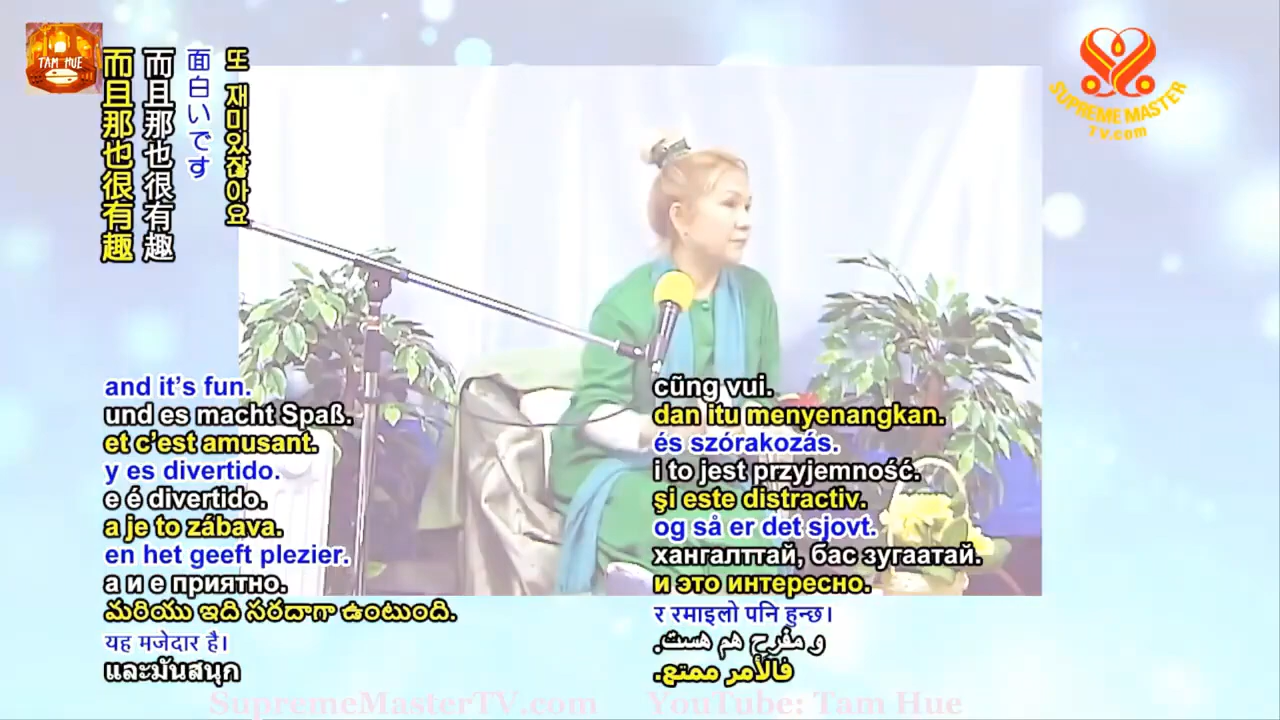 TAM HUE
而且那也很有趣
而且那也很有趣
面白いです
또 재미있잖아요
SUPREME MASTER
TV.com
and it's fun.
und es macht Spaß.
et c'est amusant.
y es divertido.
e é divertido.
a je to zábava.
en het geeft plezier.
а и е приятно.
మరియు ఇది సరదాగా ఉంటుంది.
यह मजेदार है।
และมันสนุก
cũng vui.
dan itu menyenangkan.
és szórakozás.
i to jest przyjemność.
şi este distractiv.
og så er det sjovt.
хангалттай, бас зугаатай.
и это интересно.
र रमाइलो पनि हुन्छ।
و مفرح هم هست.
فالأمر ممتع.
SupremeMasterTV.com
YouTube: Tam Hue